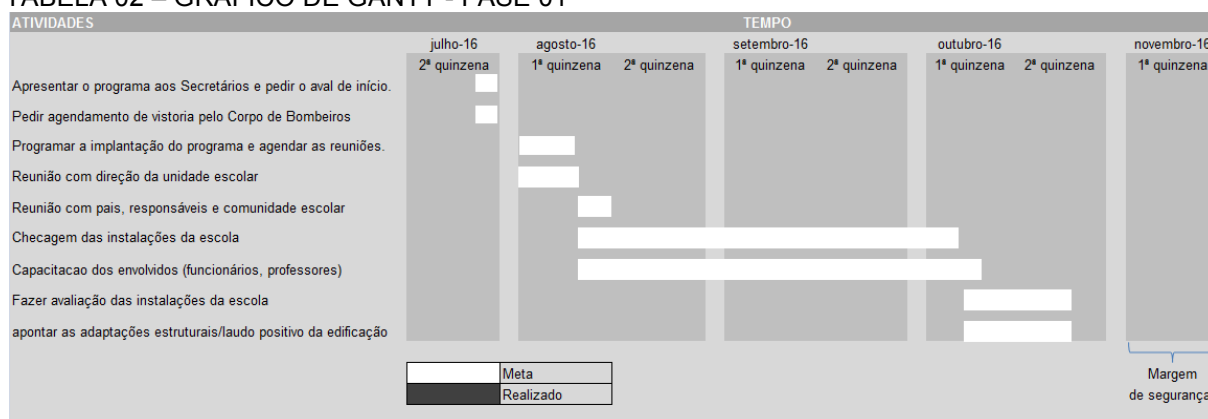 TABELA 02 – GRÁFICO DE GANTT - FASE 01
ATIVIDADES TEMPO
julho-16 agosto-16 setembro-16 outubro-16 novembro-16
2ª quinzena 1ª quinzena 2ª quinzena 1ª quinzena 2ª quinzena 1ª quinzena 2ª quinzena 1ª quinzena
Apresentar o programa aos Secretários e pedir o aval de início.
Pedir agendamento de vistoria pelo Corpo de Bombeiros
Programar a implantação do programa e agendar as reuniões.
Reunião com direção da unidade escolar
Reunião com pais, responsáveis e comunidade escolar
Checagem das instalações da escola
Capacitacao dos envolvidos (funcionários, professores)
Fazer avaliação das instalações da escola
apontar as adaptações estruturais/laudo positivo da edificação
Meta
Realizado
Margem
de segurança